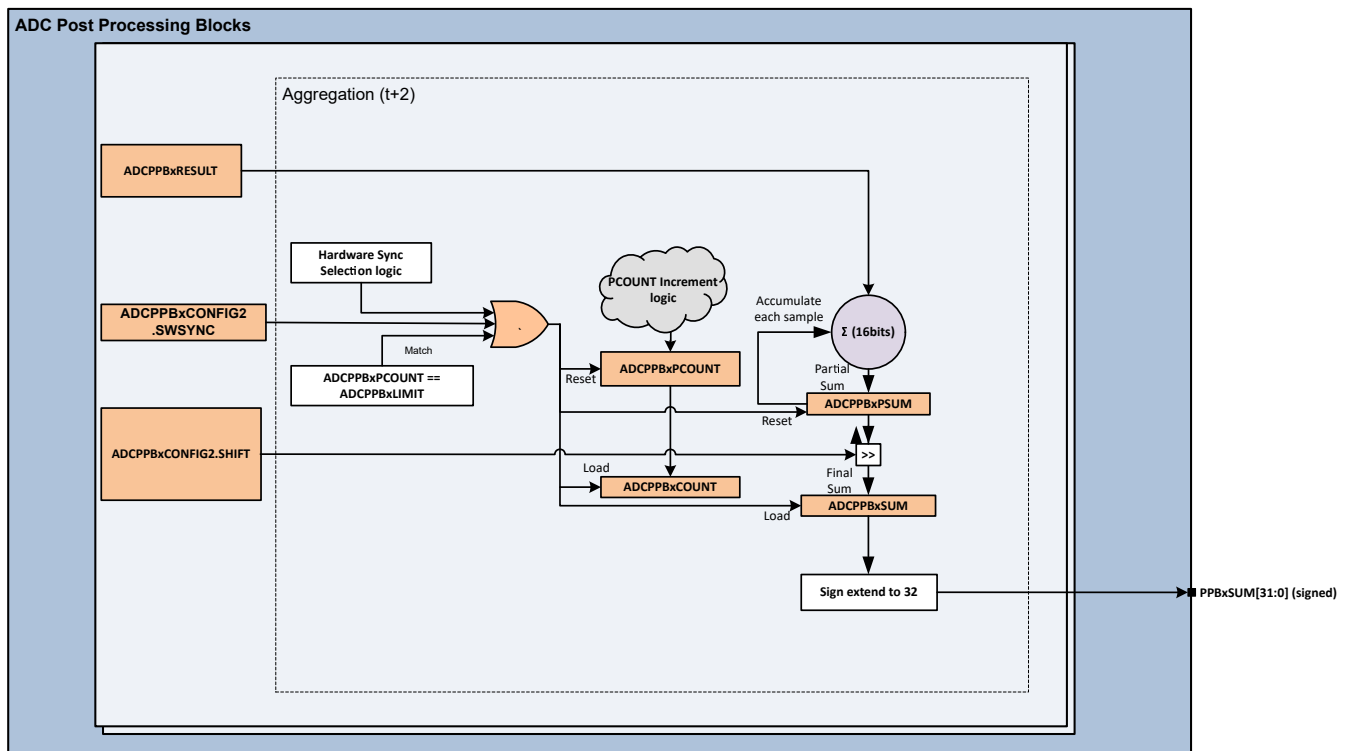 ADC Post Processing Blocks
Aggregation (t+2)
ADCPPBxRESULT
Hardware Sync
Selection logic
PCOUNT Increment
logic
Accumulate
each sample
Σ (16bits)
ADCPPBxCONFIG2
.SWSYNC
Match
ADCPPBxPCOUNT ==
ADCPPBxLIMIT
Reset
ADCPPBxPCOUNT
Partial
Sum
ADCPPBxPSUM
Reset
ADCPPBxCONFIG2.SHIFT
>>
Load
ADCPPBxCOUNT
Final
Sum
ADCPPBxSUM
Load
Sign extend to 32
PPBxSUM[31:0] (signed)